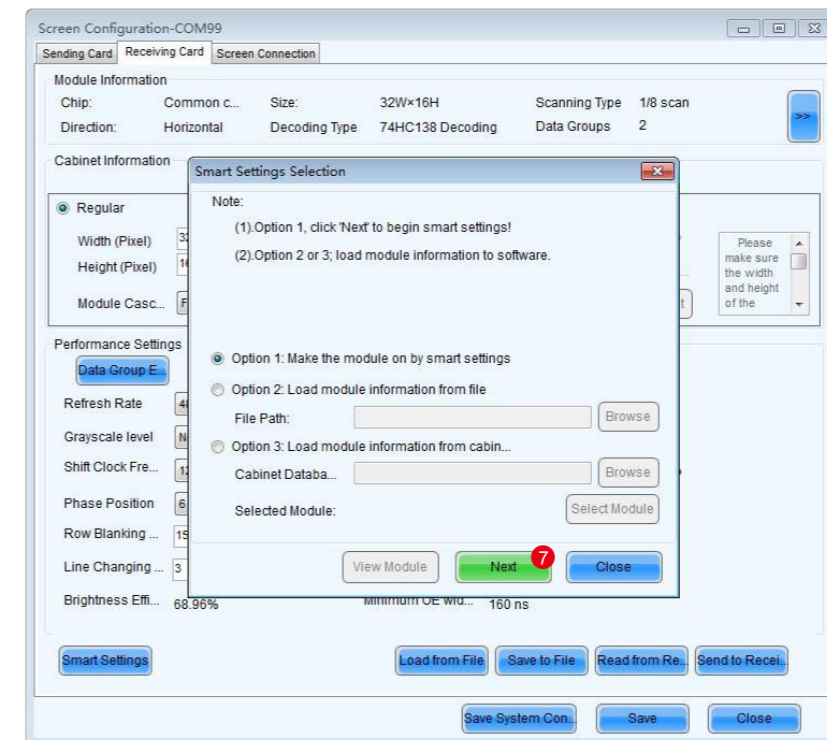 Screen Configuration-COM99
Sending Card Receiving Card Screen Connection
Module Information
Chip: Common c... Size: 32W×16H Scanning Type 1/8 scan
Direction: Horizontal Decoding Type 74HC138 Decoding Data Groups 2
>>
Cabinet Information
Smart Settings Selection
Note:
(1).Option 1, click 'Next' to begin smart settings!
(2).Option 2 or 3; load module information to software.
Regular
Width (Pixel)
Height (Pixel)
Module Casc...
Please
make sure
the width
and height
of the
Performance Settings
Data Group E...
Option 1: Make the module on by smart settings
Option 2: Load module information from file
Refresh Rate
File Path: Browse
Grayscale level
Option 3: Load module information from cabin...
Shift Clock Fre...
Cabinet Databa... Browse
Phase Position 6
Selected Module: Select Module
Row Blanking ... 15
Line Changing ... 3
View Module Next 7 Close
Brightness Effi... 68.96% Minimum OE wid... 160 ns
Smart Settings Load from File Save to File Read from Re... Send to Recei...
Save System Con... Save Close